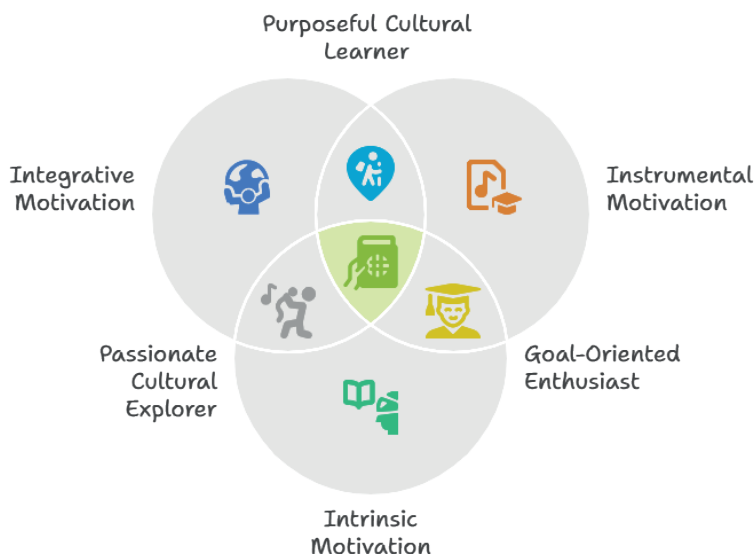 Purposeful Cultural
Learner
Integrative
Motivation
Instrumental
Motivation
Passionate
Cultural
Explorer
Goal-Oriented
Enthusiast
Intrinsic
Motivation